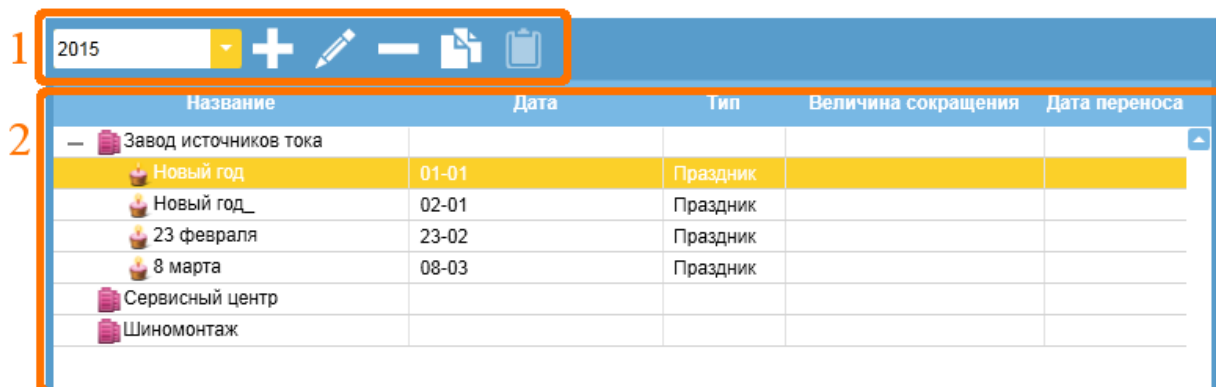 1
2015
2
Название Дата Тип Величина сокращения Дата переноса
Завод источников тока
Новый год 01-01 Праздник
Новый год_ 02-01 Праздник
23 февраля 23-02 Праздник
8 марта 08-03 Праздник
Сервисный центр
Шиномонтаж